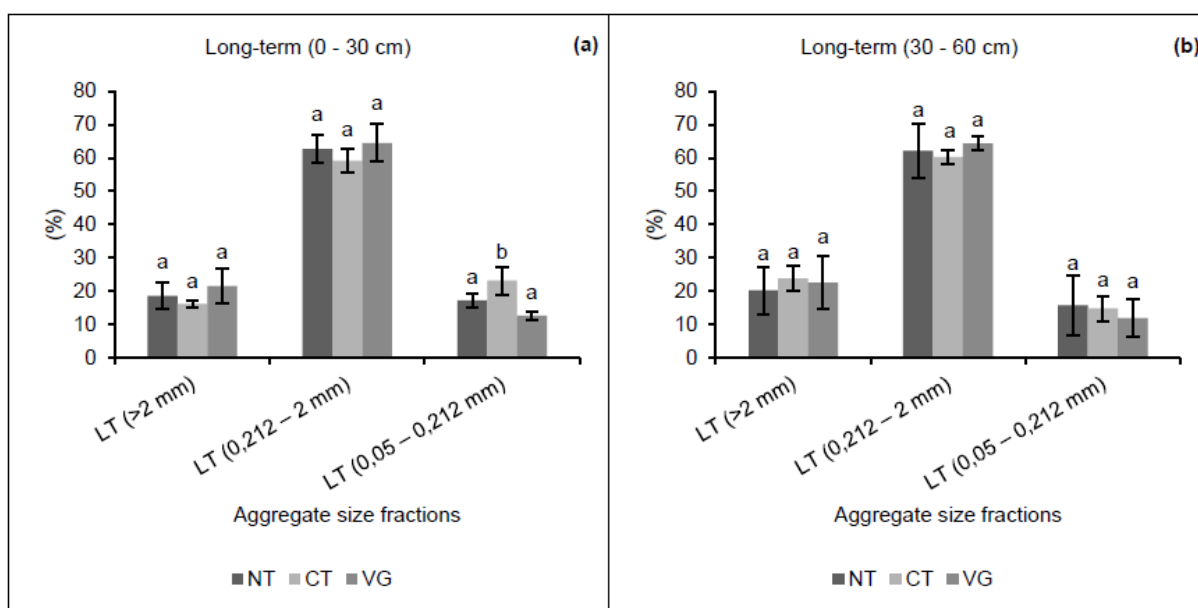 Long-term (0 - 30 cm)
(a)
(%)
80
70
60
50
40
30
20
10
0
a
a
a
a
a
a
a
b
a
LT (>2 mm)
LT (0,212 – 2 mm)
LT (0,05 – 0,212 mm)
Aggregate size fractions
NT CT VG
Long-term (30 - 60 cm)
(b)
(%)
80
70
60
50
40
30
20
10
0
a
a
a
a
a
a
a
a
a
LT (>2 mm)
LT (0,212 – 2 mm)
LT (0,05 – 0,212 mm)
Aggregate size fractions
NT CT VG